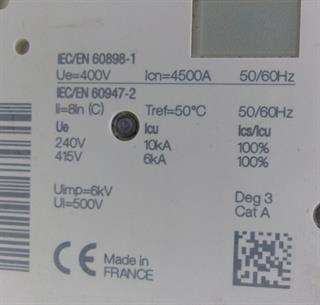 IEC/EN 60898-1
Ue=400V Icn=4500A 50/60Hz
IEC/EN 60947-2
Ii=8In (C) Tref=50°C 50/60Hz
Ue Icu Ics/Icu
240V 10kA 100%
415V 6kA 100%
Uimp=6kV
Ui=500V
Deg 3
Cat A
CE Made in
FRANCE